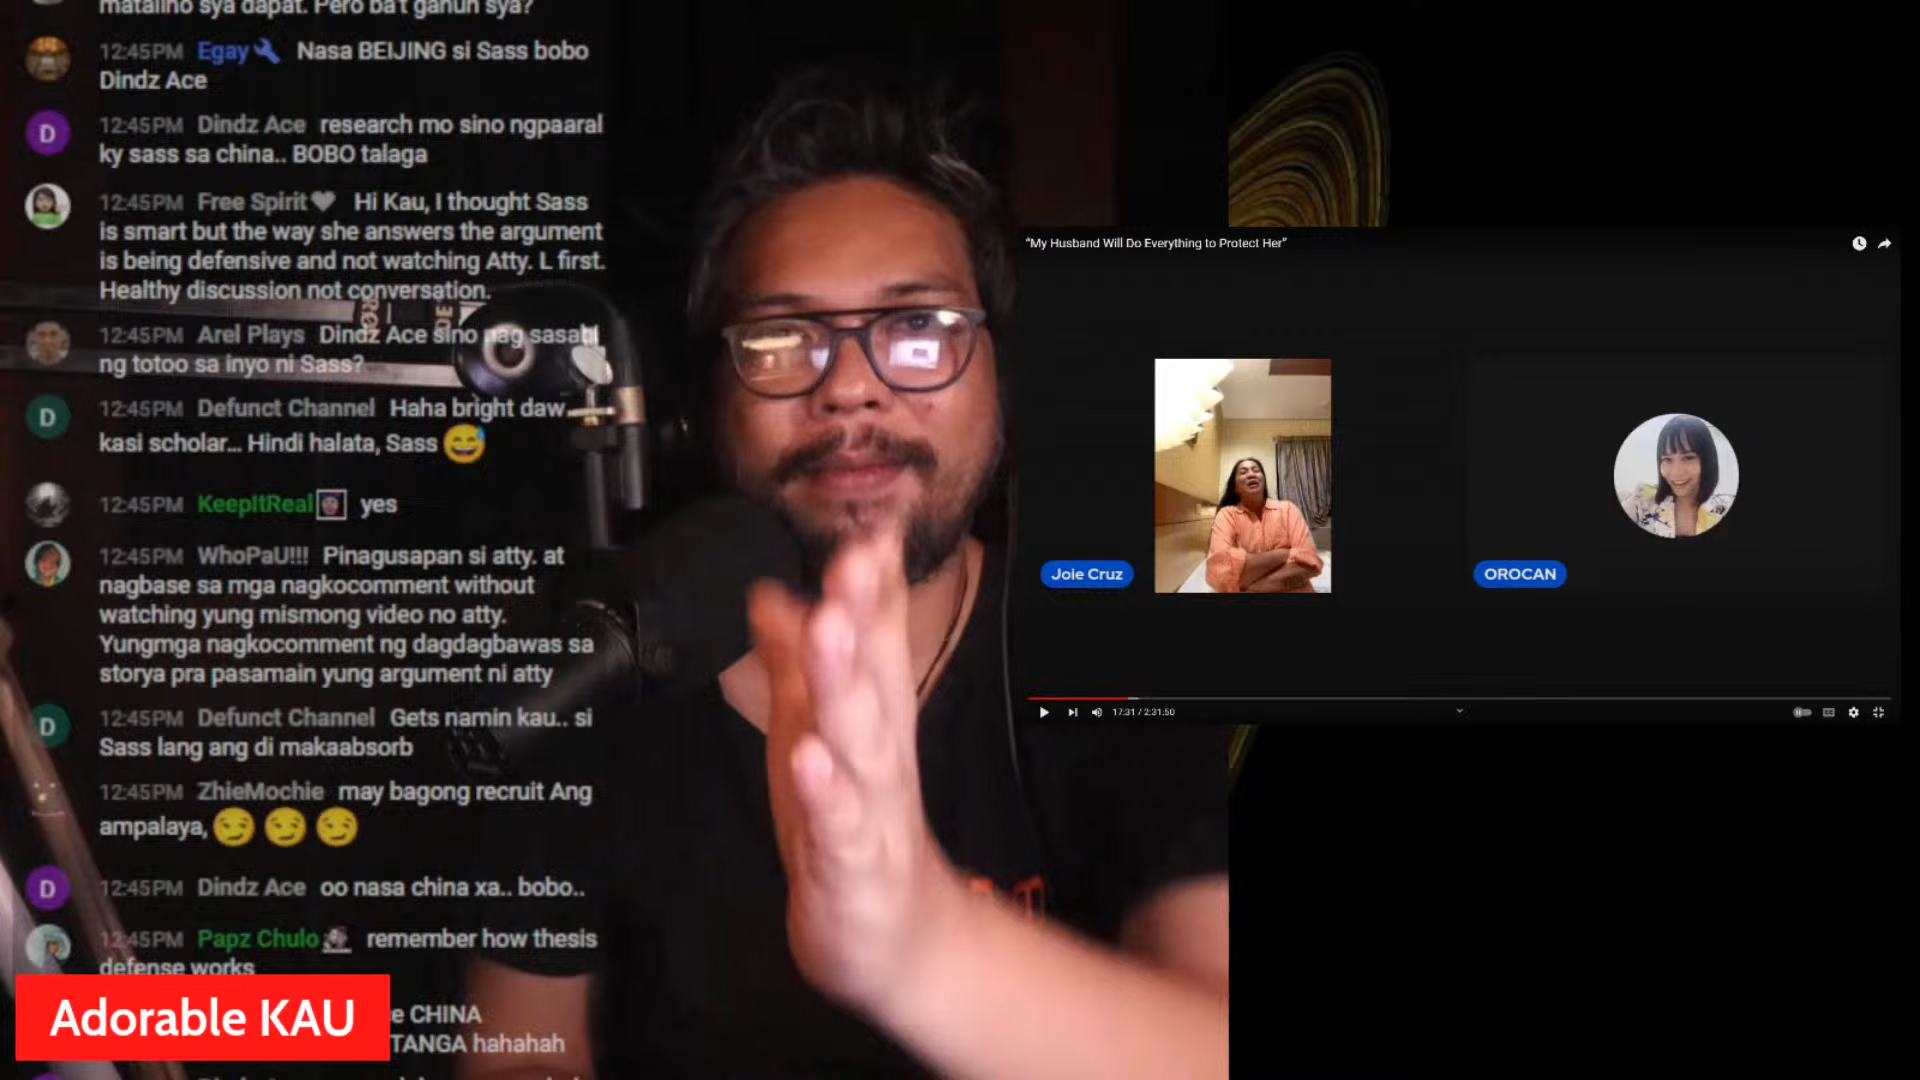 matalino sya dapat. Pero ba't ganun sya?
12:45PM Egay Nasa BEIJING si Sass bobo
Dindz Ace
D
12:45PM Dindz Ace research mo sino ngpaaral
ky sass sa china.. BOBO talaga
12:45PM Free Spirit Hi Kau, I thought Sass
is smart but the way she answers the argument
is being defensive and not watching Atty. L first.
Healthy discussion not conversation.
12:45PM Arel Plays Dindz Ace sino nag sasabi
ng totoo sa inyo ni Sass?
D
12:45PM Defunct Channel Haha bright daw
kasi scholar... Hindi halata, Sass 😅
12:45PM KeepItReal yes
12:45PM WhoPaU!!! Pinagusapan si atty. at
nagbase sa mga nagkocomment without
watching yung mismong video no atty.
Yungmga nagkocomment ng dagdagbawas sa
storya pra pasamain yung argument ni atty
D
12:45PM Defunct Channel Gets namin kau.. si
Sass lang ang di makaabsorb
12:45PM ZhieMochie may bagong recruit Ang
ampalaya, 😏 😏 😏
D
12:45PM Dindz Ace oo nasa china xa.. bobo..
12:45PM Papz Chulo remember how thesis
defense works
CHINA
TANGA hahahah
Adorable KAU
"My Husband Will Do Everything to Protect Her"
Joie Cruz
OROCAN
17:31 / 2:31:50